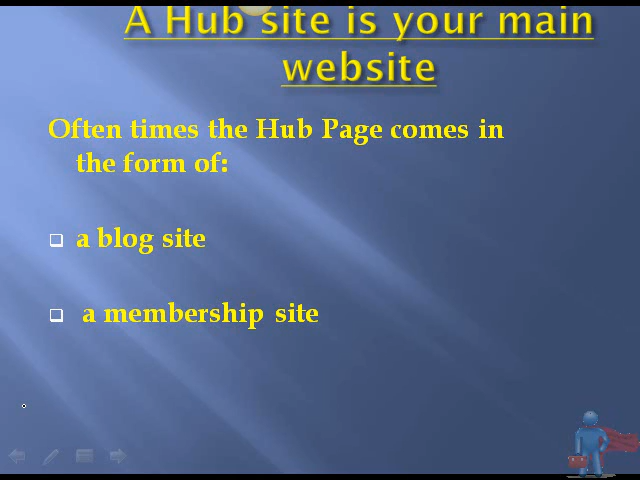 A Hub site is your main
website
Often times the Hub Page comes in
the form of:
a blog site
a membership site